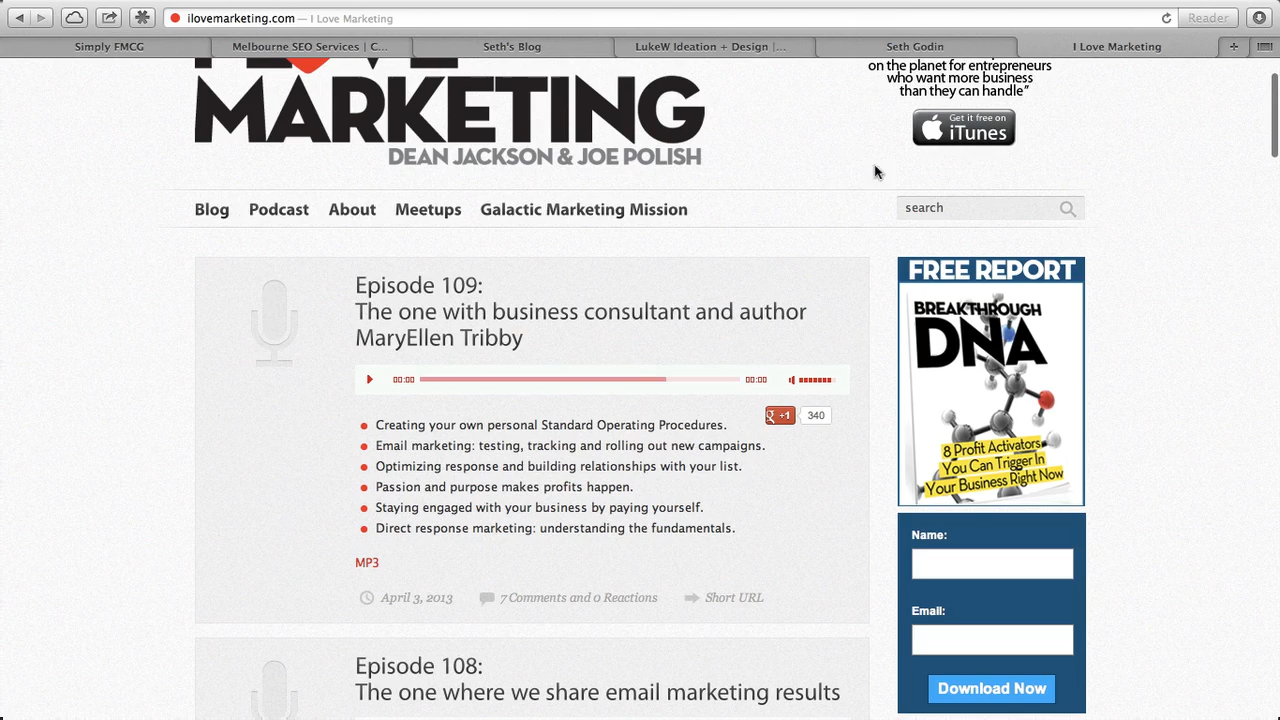 ilovemarketing.com — I Love Marketing
Reader
Simply FMCG
Melbourne SEO Services | C...
Seth's Blog
LukeW Ideation + Design |...
Seth Godin
I Love Marketing
on the planet for entrepreneurs
who want more business
than they can handle”
MARKETING
Get it free on
iTunes
DEAN JACKSON & JOE POLISH
Blog Podcast About Meetups Galactic Marketing Mission
search
FREE REPORT
BREAKTHROUGH
DNA
8 Profit Activators
You Can Trigger In
Your Business Right Now
Episode 109:
The one with business consultant and author
MaryEllen Tribby
00:00 00:00
+1 340
Creating your own personal Standard Operating Procedures.
Email marketing: testing, tracking and rolling out new campaigns.
Optimizing response and building relationships with your list.
Passion and purpose makes profits happen.
Staying engaged with your business by paying yourself.
Direct response marketing: understanding the fundamentals.
MP3
April 3, 2013 7 Comments and 0 Reactions Short URL
Name:
Email:
Download Now
Episode 108:
The one where we share email marketing results